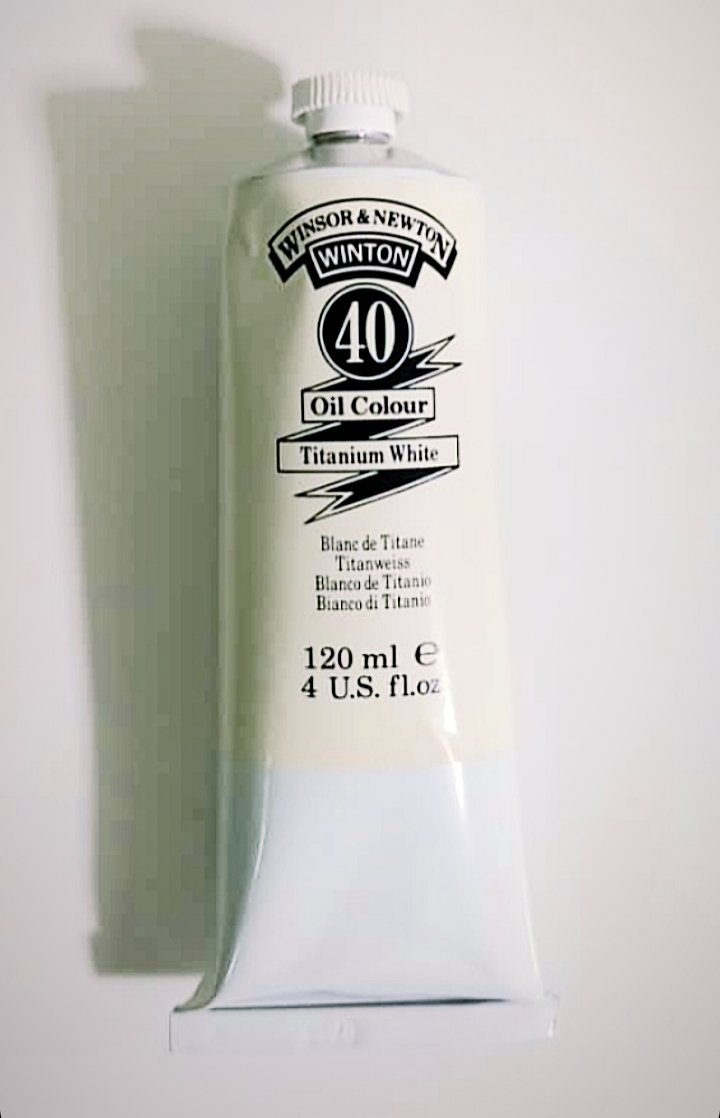 WINSOR & NEWTON
WINTON
40
Oil Colour
Titanium White
Blanc de Titane
Titanweiss
Blanco de Titanio
Bianco di Titanio
120 ml ℮
4 U.S. fl.oz